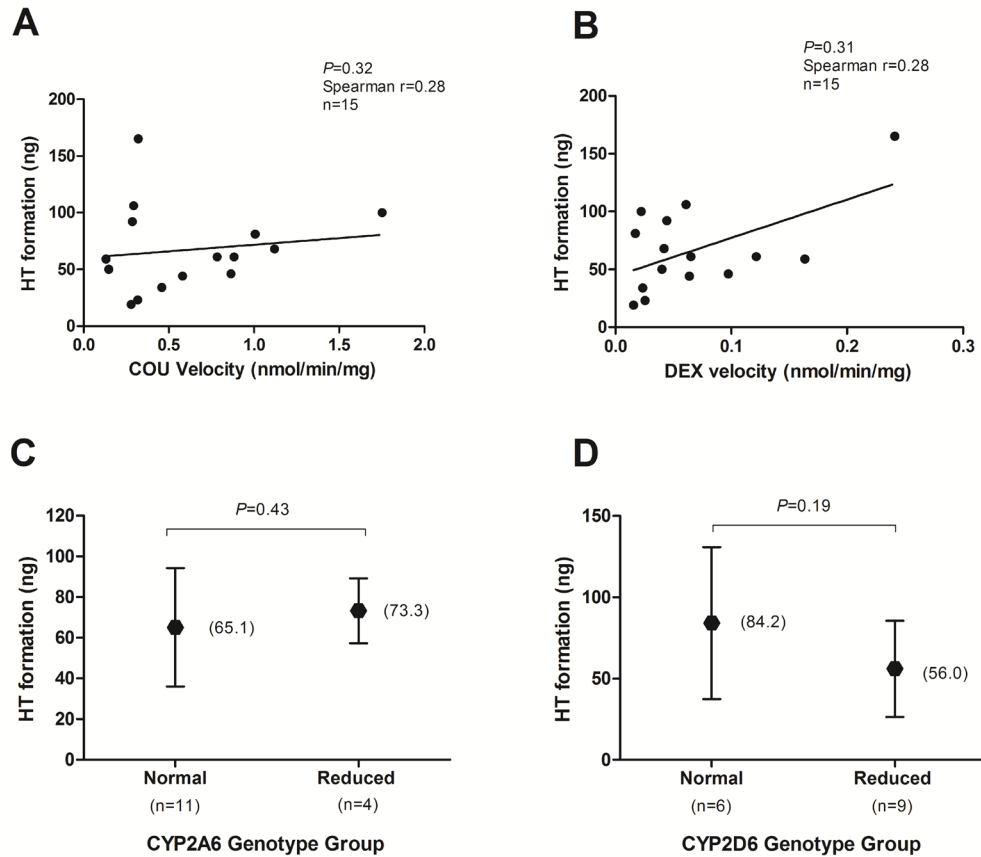 A
P=0.32
Spearman r=0.28
n=15
200
150
100
50
0
HT formation (ng)
0.0
0.5
1.0
1.5
2.0
COU Velocity (nmol/min/mg)
B
P=0.31
Spearman r=0.28
n=15
200
150
100
50
0
HT formation (ng)
0.0
0.1
0.2
0.3
DEX velocity (nmol/min/mg)
C
P=0.43
120
100
80
60
40
20
0
HT formation (ng)
(65.1)
(73.3)
Normal
Reduced
(n=11)
(n=4)
CYP2A6 Genotype Group
D
P=0.19
150
100
50
0
HT formation (ng)
(84.2)
(56.0)
Normal
Reduced
(n=6)
(n=9)
CYP2D6 Genotype Group